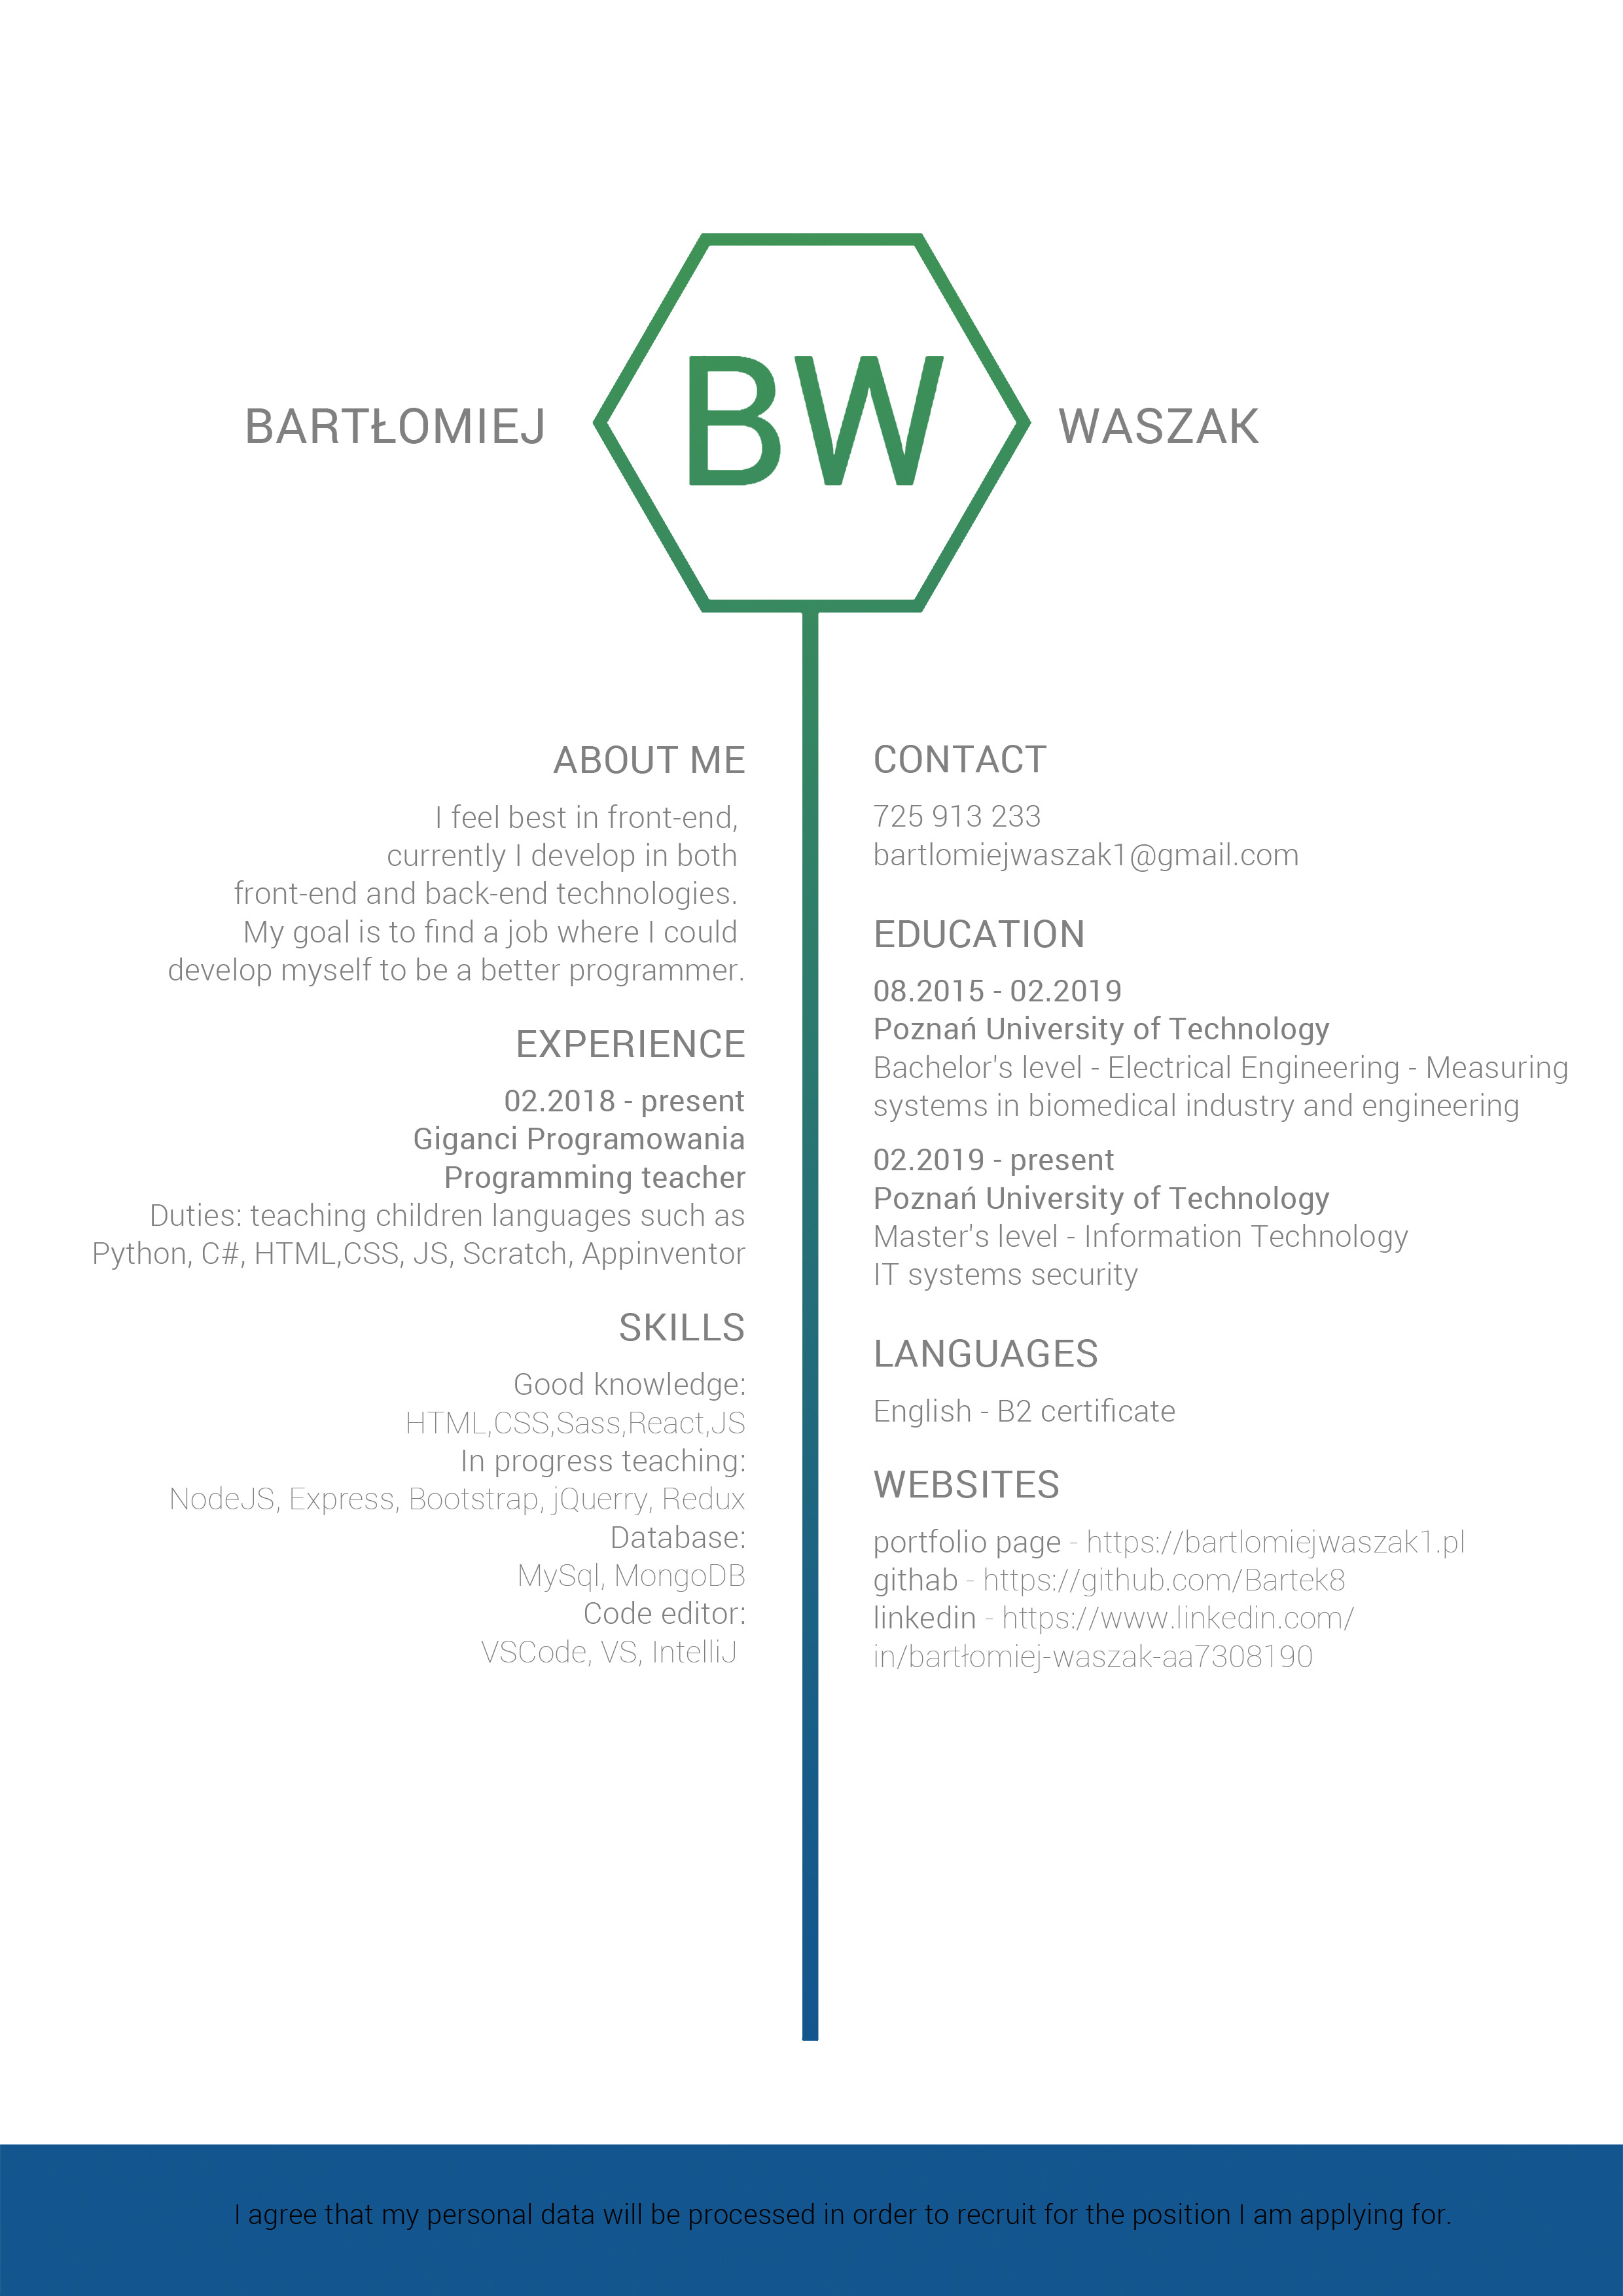 BARTŁOMIEJ
BW
WASZAK
ABOUT ME
I feel best in front-end,
currently I develop in both
front-end and back-end technologies.
My goal is to find a job where I could
develop myself to be a better programmer.
EXPERIENCE
02.2018 - present
Giganci Programowania
Programming teacher
Duties: teaching children languages such as
Python, C#, HTML,CSS, JS, Scratch, Appinventor
SKILLS
Good knowledge:
HTML,CSS,Sass,React,JS
In progress teaching:
NodeJS, Express, Bootstrap, jQuerry, Redux
Database:
MySql, MongoDB
Code editor:
VSCode, VS, IntelliJ
CONTACT
725 913 233
bartlomiejwaszak1@gmail.com
EDUCATION
08.2015 - 02.2019
Poznań University of Technology
Bachelor's level - Electrical Engineering - Measuring
systems in biomedical industry and engineering
02.2019 - present
Poznań University of Technology
Master's level - Information Technology
IT systems security
LANGUAGES
English - B2 certificate
WEBSITES
portfolio page - https://bartlomiejwaszak1.pl
githab - https://github.com/Bartek8
linkedin - https://www.linkedin.com/
in/bartłomiej-waszak-aa7308190
I agree that my personal data will be processed in order to recruit for the position I am applying for.